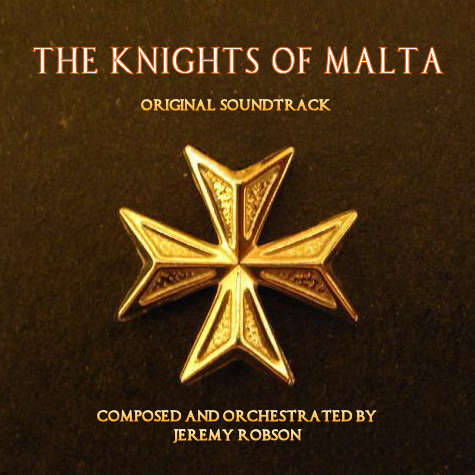 THE KNIGHTS OF MALTA
ORIGINAL SOUNDTRACK
COMPOSED AND ORCHESTRATED BY
JEREMY ROBSON